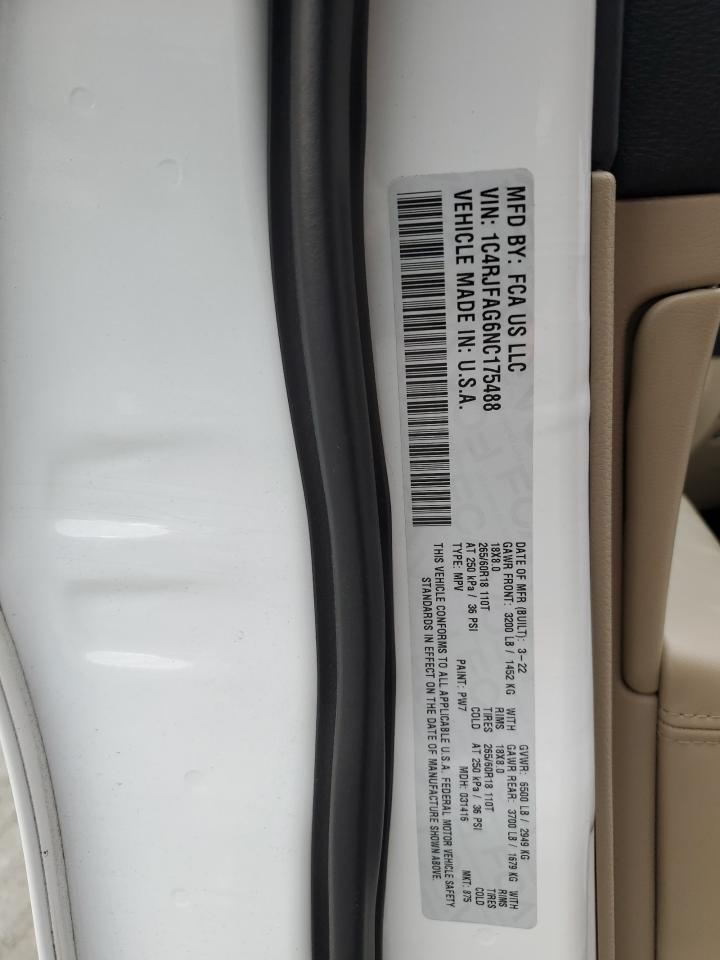 MFD BY: FCA US LLC
VIN: 1C4RJFAG6NC175488
VEHICLE MADE IN: U.S.A.
DATE OF MFR (BUILT): 3-22 GVWR: 6500 LB / 2949 KG
GAWR FRONT: 3200 LB / 1452 KG WITH GAWR REAR: 3700 LB / 1679 KG WITH
18X8.0 RIMS 18X8.0 RIMS
265/60R18 110T TIRES 265/60R18 110T TIRES
AT 250 kPa / 36 PSI COLD AT 250 kPa / 36 PSI COLD
TYPE: MPV PAINT: PW7 MDH: 031416 MKT: 875
THIS VEHICLE CONFORMS TO ALL APPLICABLE U.S.A. FEDERAL MOTOR VEHICLE SAFETY
STANDARDS IN EFFECT ON THE DATE OF MANUFACTURE SHOWN ABOVE.